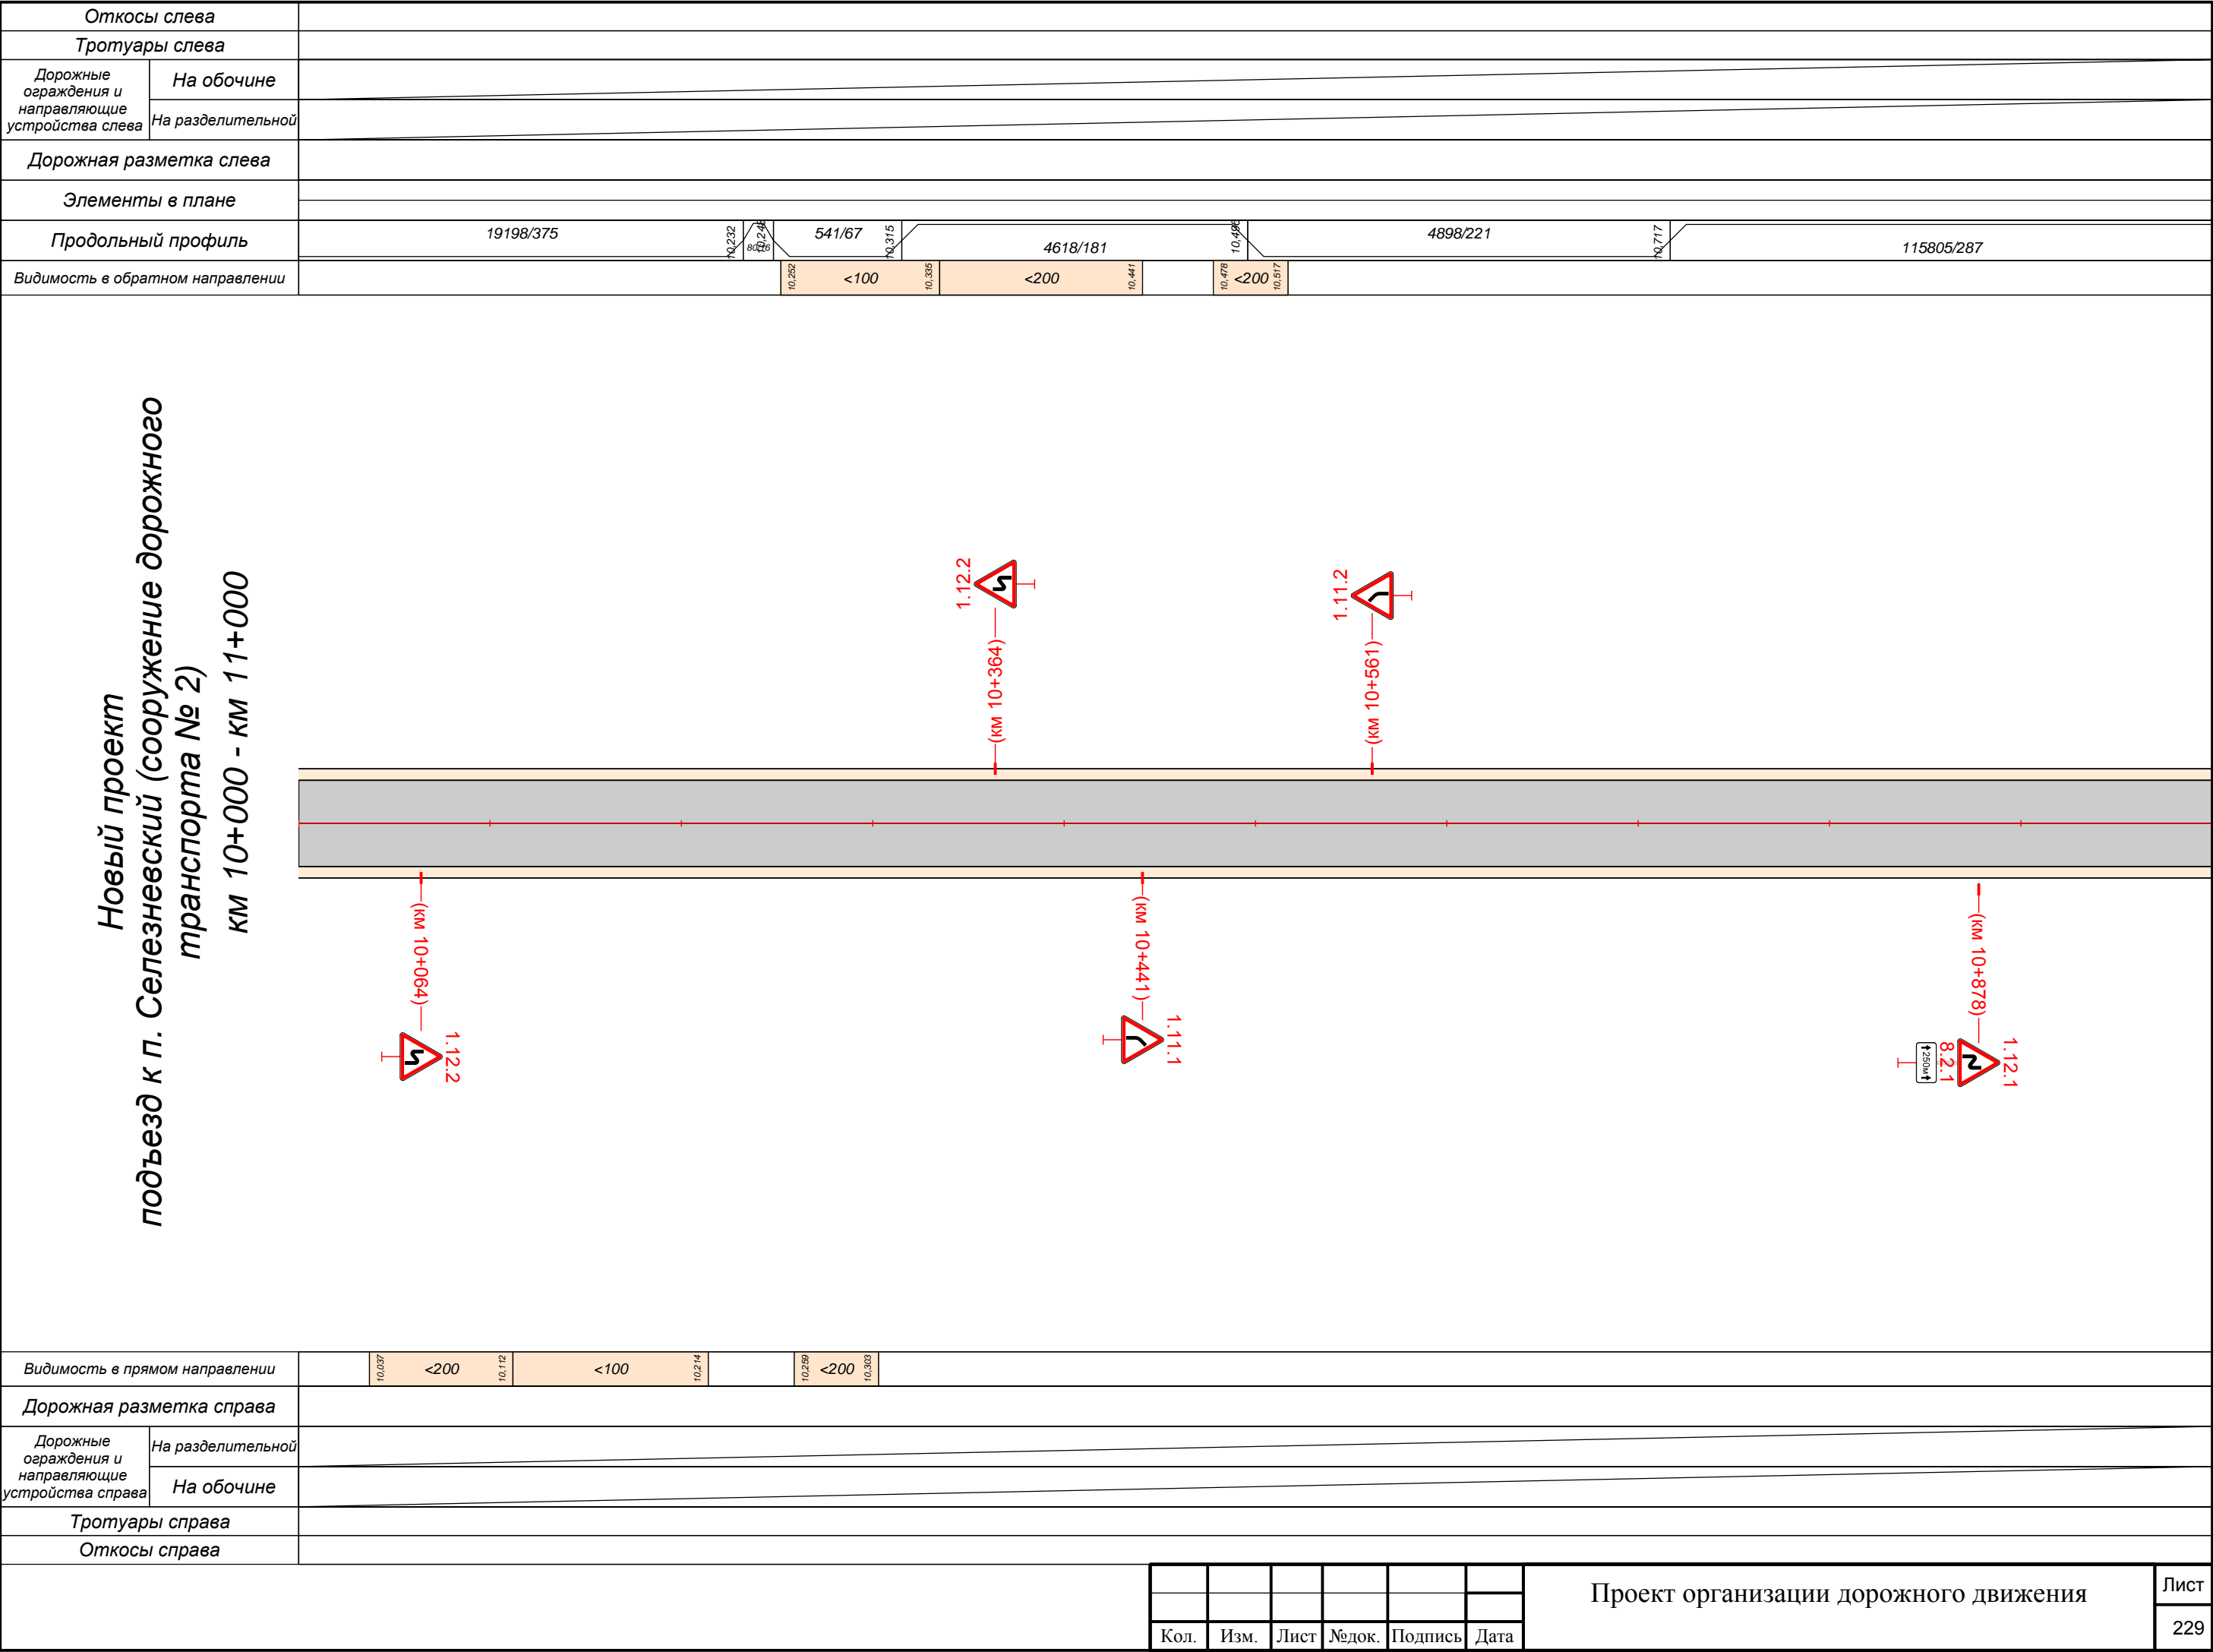 Откосы слева
Тротуары слева
Дорожные
ограждения и
направляющие
устройства слева
На обочине
На разделительной
Дорожная разметка слева
Элементы в плане
Продольный профиль
19198/375
10,232
541/67
10,315
4618/181
4898/221
10,717
115805/287
Видимость в обратном направлении
10,252
<100
10,335
<200
10,441
10,478
<200
10,517
Новый проект
подъезд к п. Селезневский (сооружение дорожного
транспорта № 2)
км 10+000 - км 11+000
1.12.2
(км 10+364)
1.11.2
(км 10+561)
(км 10+064)
1.12.2
(км 10+441)
1.11.1
(км 10+878)
1.12.1
8.2.1
250м
Видимость в прямом направлении
10,037
<200
10,112
<100
10,214
10,259
<200
10,303
Дорожная разметка справа
Дорожные
ограждения и
направляющие
устройства справа
На разделительной
На обочине
Тротуары справа
Откосы справа
Кол. Изм. Лист №док. Подпись Дата
Проект организации дорожного движения
Лист
229